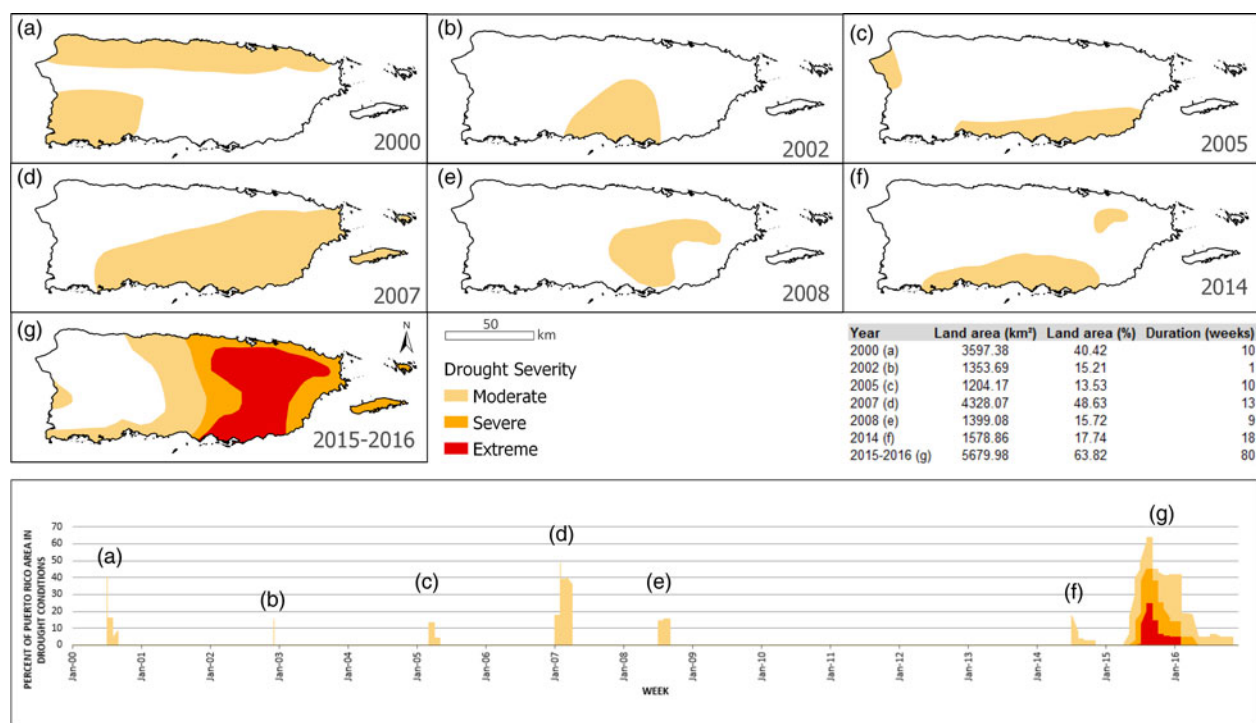 (a)
2000
(b)
2002
(c)
2005
(d)
2007
(e)
2008
(f)
2014
(g)
N
2015-2016
50
km
Drought Severity
Moderate
Severe
Extreme
Year Land area (km²) Land area (%) Duration (weeks)
2000 (a) 3597.38 40.42 10
2002 (b) 1353.69 15.21 1
2005 (c) 1204.17 13.53 10
2007 (d) 4328.07 48.63 13
2008 (e) 1399.08 15.72 9
2014 (f) 1578.86 17.74 18
2015-2016 (g) 5679.98 63.82 80
PERCENT OF PUERTO RICO AREA IN
DROUGHT CONDITIONS
70
60
50
40
30
20
10
0
(a)
(b)
(c)
(d)
(e)
(f)
(g)
Jan-00
Jan-01
Jan-02
Jan-03
Jan-04
Jan-05
Jan-06
Jan-07
Jan-08
Jan-09
Jan-10
Jan-11
Jan-12
Jan-13
Jan-14
Jan-15
Jan-16
WEEK